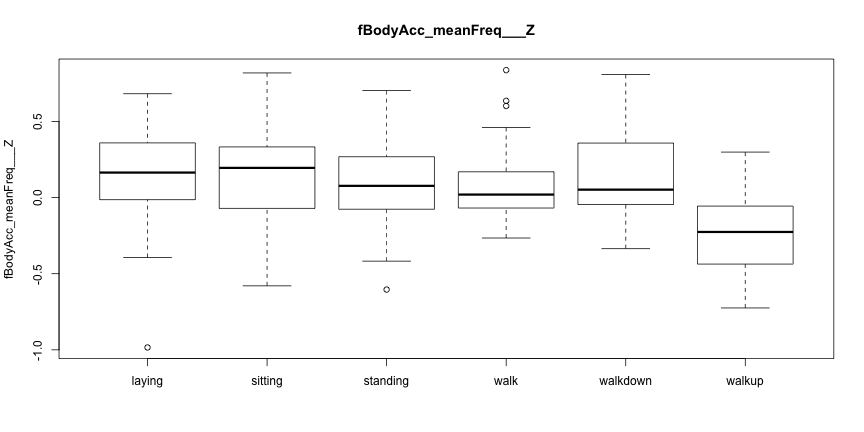 fBodyAcc_meanFreq___Z
fBodyAcc_meanFreq___Z
0.5
0.0
-0.5
-1.0
laying sitting standing walk walkdown walkup